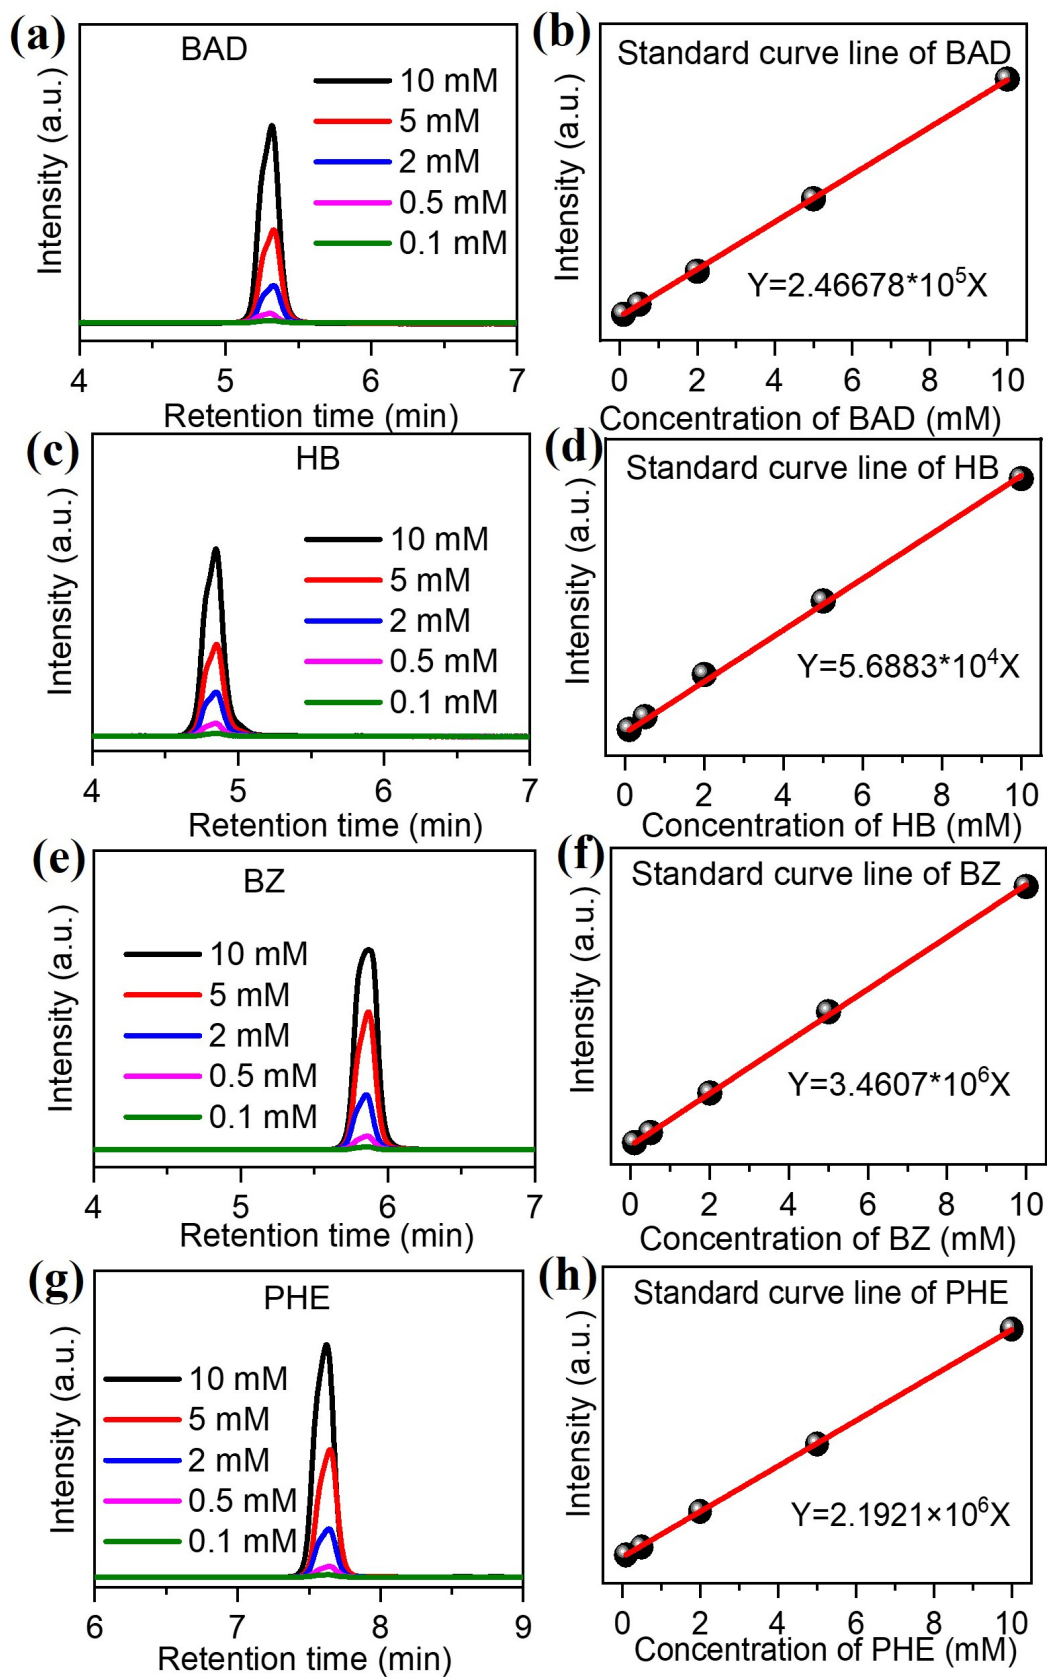 (a)
BAD
10 mM
5 mM
2 mM
0.5 mM
0.1 mM
Intensity (a.u.)
4 5 6 7
Retention time (min)
(b)
Standard curve line of BAD
Intensity (a.u.)
Y=2.46678*10⁵X
0 2 4 6 8 10
Concentration of BAD (mM)
(c)
HB
10 mM
5 mM
2 mM
0.5 mM
0.1 mM
Intensity (a.u.)
4 5 6 7
Retention time (min)
(d)
Standard curve line of HB
Intensity (a.u.)
Y=5.6883*10⁴X
0 2 4 6 8 10
Concentration of HB (mM)
(e)
BZ
10 mM
5 mM
2 mM
0.5 mM
0.1 mM
Intensity (a.u.)
4 5 6 7
Retention time (min)
(f)
Standard curve line of BZ
Intensity (a.u.)
Y=3.4607*10⁶X
0 2 4 6 8 10
Concentration of BZ (mM)
(g)
PHE
10 mM
5 mM
2 mM
0.5 mM
0.1 mM
Intensity (a.u.)
6 7 8 9
Retention time (min)
(h)
Standard curve line of PHE
Intensity (a.u.)
Y=2.1921×10⁶X
0 2 4 6 8 10
Concentration of PHE (mM)